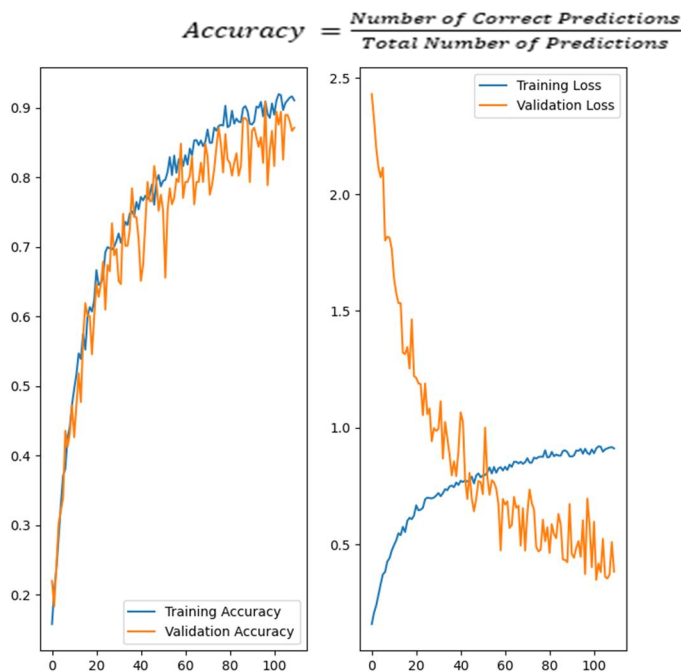 Accuracy = Number of Correct Predictions / Total Number of Predictions
0.9
0.8
0.7
0.6
0.5
0.4
0.3
0.2
Training Accuracy
Validation Accuracy
0 20 40 60 80 100
2.5
2.0
1.5
1.0
0.5
Training Loss
Validation Loss
0 20 40 60 80 100